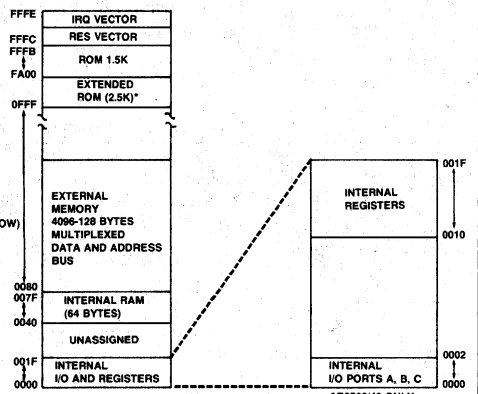 FFFE
IRQ VECTOR
FFFC
RES VECTOR
FFFB
ROM 1.5K
FA00
EXTENDED
ROM (2.5K)*
0FFF
EXTERNAL
MEMORY
4096-128 BYTES
MULTIPLEXED
DATA AND ADDRESS
BUS
OW)
0080
007F
INTERNAL RAM
(64 BYTES)
0040
UNASSIGNED
001F
INTERNAL
I/O AND REGISTERS
0000
001F
INTERNAL
REGISTERS
0010
0002
INTERNAL
I/O PORTS A, B, C
0000